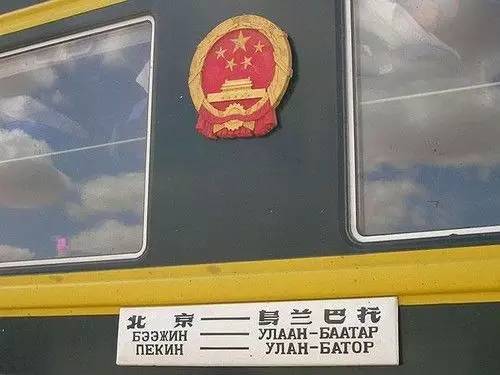 北京——乌兰巴托
БЭЭЖИН — УЛААН-БААТАР
ПЕКИН — УЛАН-БАТОР